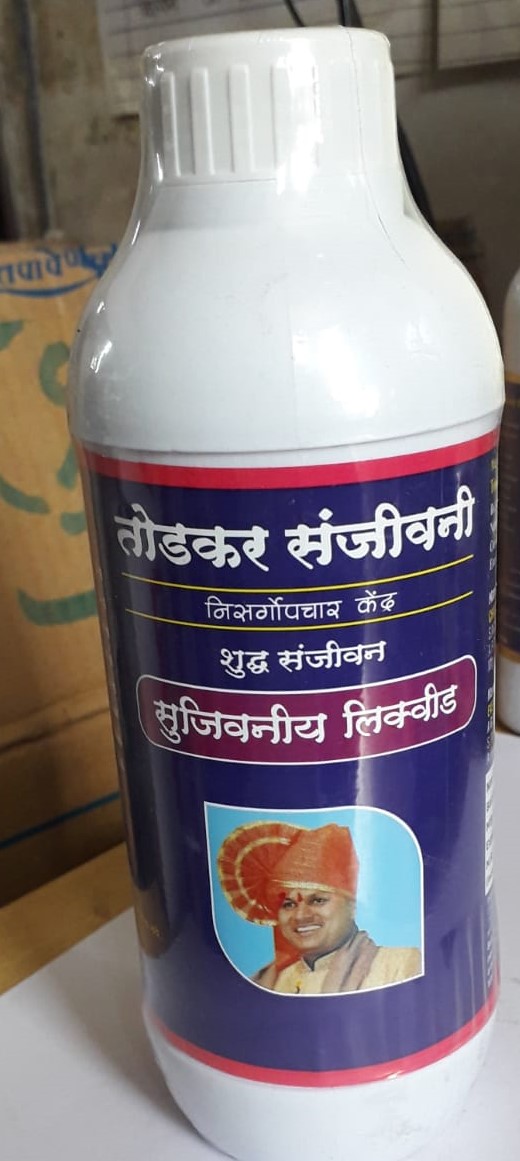 तोडकर संजीवनी
निसर्गोपचार केंद्र
शुद्ध संजीवन
सुजिवनीय लिक्वीड